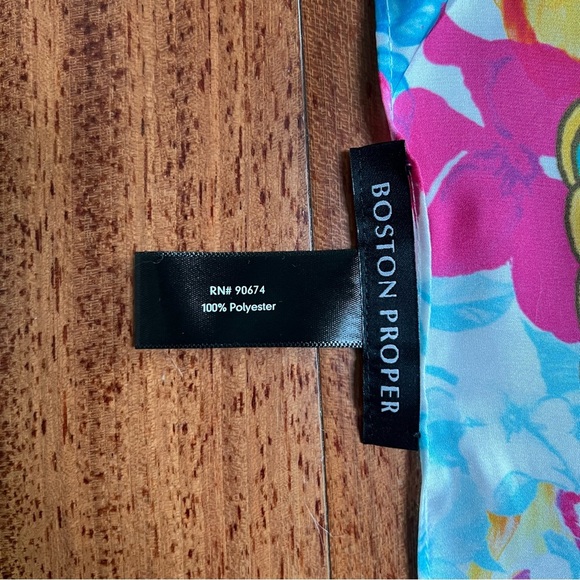 BOSTON PROPER
RN# 90674
100% Polyester